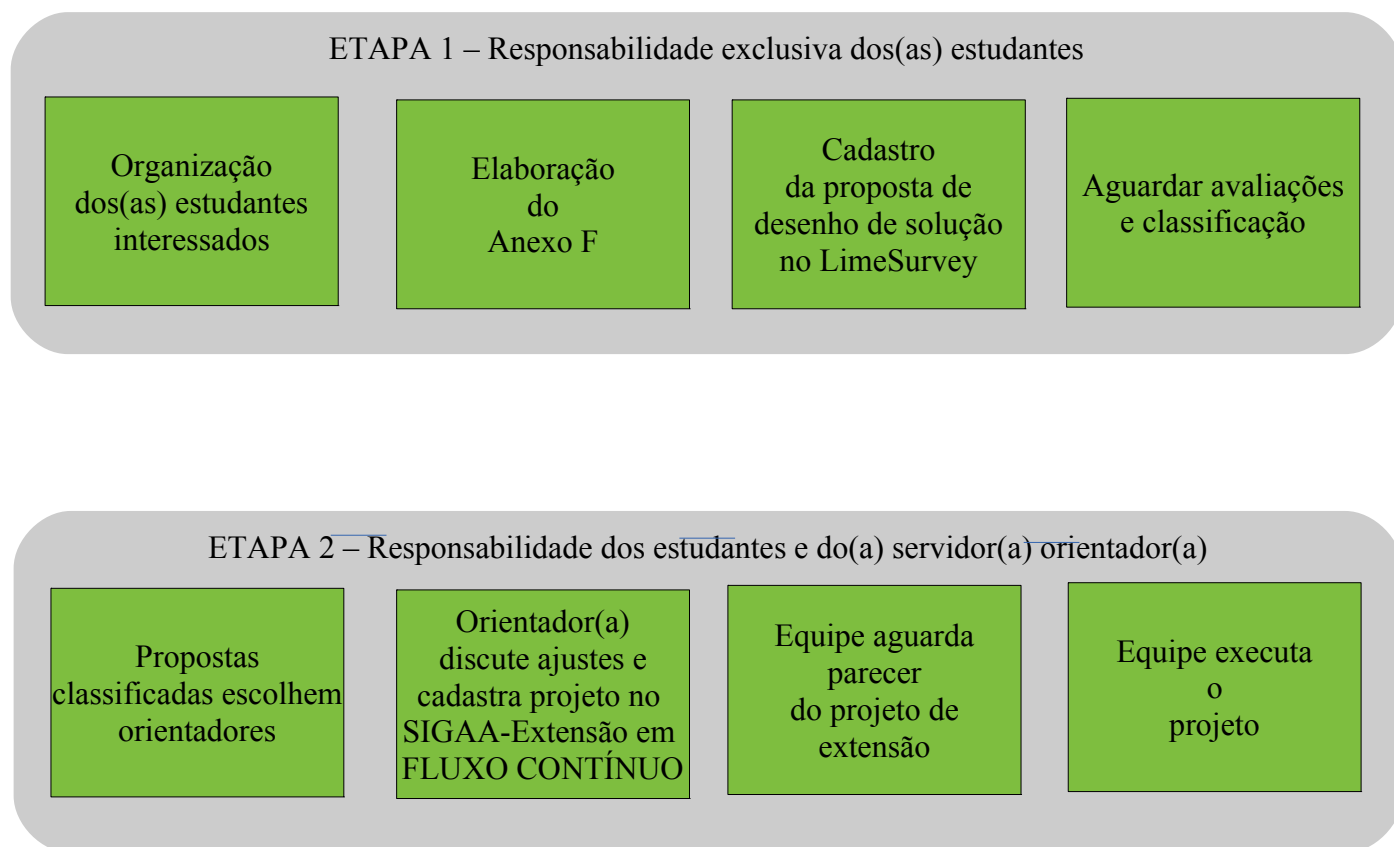 ETAPA 1 – Responsabilidade exclusiva dos(as) estudantes
Organização
dos(as) estudantes
interessados
Elaboração
do
Anexo F
Cadastro
da proposta de
desenho de solução
no LimeSurvey
Aguardar avaliações
e classificação
ETAPA 2 – Responsabilidade dos estudantes e do(a) servidor(a) orientador(a)
Propostas
classificadas escolhem
orientadores
Orientador(a)
discute ajustes e
cadastra projeto no
SIGAA-Extensão em
FLUXO CONTÍNUO
Equipe aguarda
parecer
do projeto de
extensão
Equipe executa
o
projeto